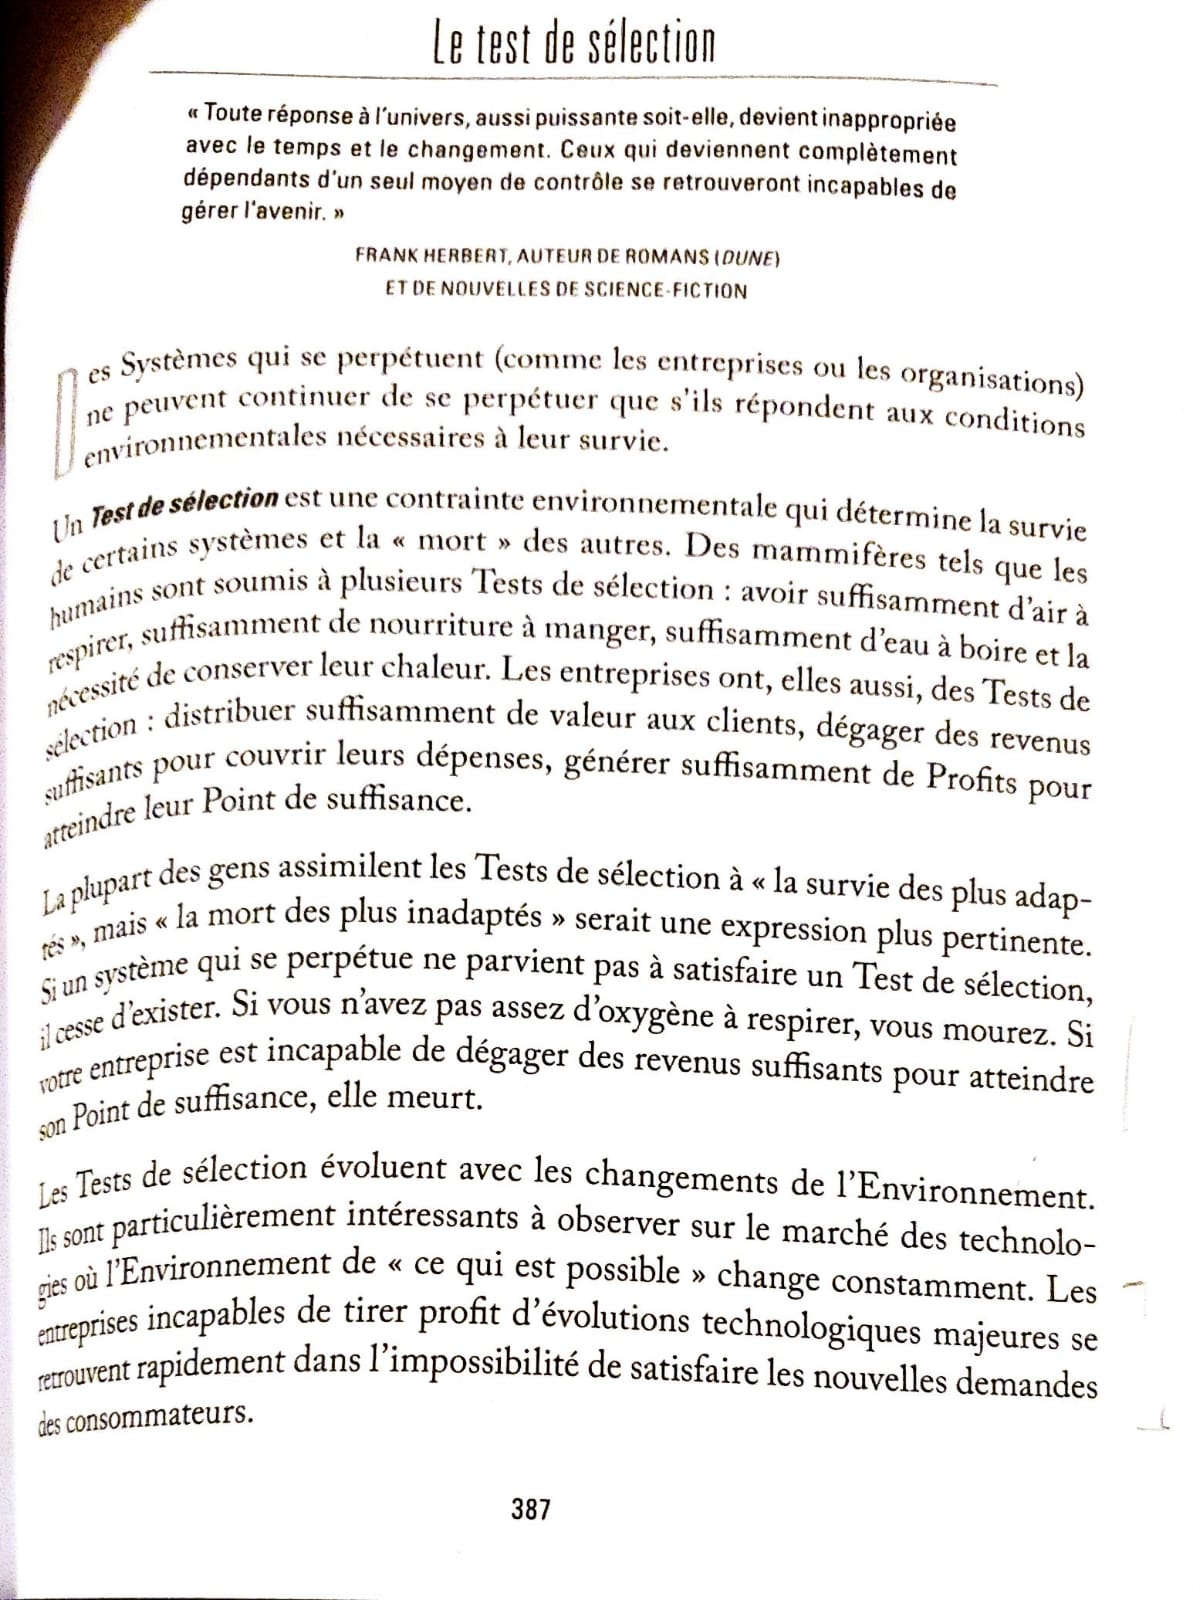 Le test de sélection
« Toute réponse à l'univers, aussi puissante soit-elle, devient inappropriée
avec le temps et le changement. Ceux qui deviennent complètement
dépendants d'un seul moyen de contrôle se retrouveront incapables de
gérer l'avenir. »
FRANK HERBERT, AUTEUR DE ROMANS (DUNE)
ET DE NOUVELLES DE SCIENCE-FICTION
Des Systèmes qui se perpétuent (comme les entreprises ou les organisations)
ne peuvent continuer de se perpétuer que s'ils répondent aux conditions
environnementales nécessaires à leur survie.
Un Test de sélection est une contrainte environnementale qui détermine la survie
de certains systèmes et la « mort » des autres. Des mammifères tels que les
humains sont soumis à plusieurs Tests de sélection : avoir suffisamment d'air à
respirer, suffisamment de nourriture à manger, suffisamment d'eau à boire et la
nécessité de conserver leur chaleur. Les entreprises ont, elles aussi, des Tests de
sélection : distribuer suffisamment de valeur aux clients, dégager des revenus
suffisants pour couvrir leurs dépenses, générer suffisamment de Profits pour
atteindre leur Point de suffisance.
La plupart des gens assimilent les Tests de sélection à « la survie des plus adap-
tés », mais « la mort des plus inadaptés » serait une expression plus pertinente.
Si un système qui se perpétue ne parvient pas à satisfaire un Test de sélection,
il cesse d'exister. Si vous n'avez pas assez d'oxygène à respirer, vous mourez. Si
votre entreprise est incapable de dégager des revenus suffisants pour atteindre
son Point de suffisance, elle meurt.
Les Tests de sélection évoluent avec les changements de l'Environnement.
Ils sont particulièrement intéressants à observer sur le marché des technolo-
gies où l'Environnement de « ce qui est possible » change constamment. Les
entreprises incapables de tirer profit d'évolutions technologiques majeures se
retrouvent rapidement dans l'impossibilité de satisfaire les nouvelles demandes
des consommateurs.
387